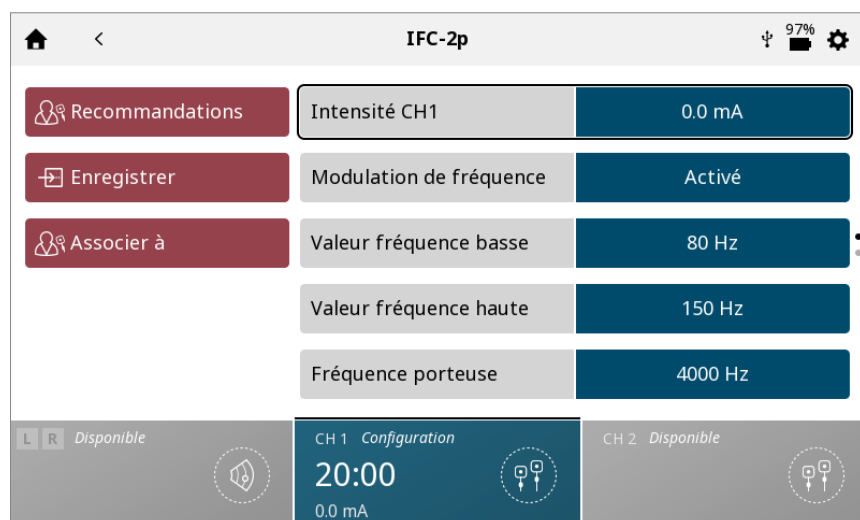 IFC-2p
97%
Recommandations
Enregistrer
Associer à
Intensité CH1 0.0 mA
Modulation de fréquence Activé
Valeur fréquence basse 80 Hz
Valeur fréquence haute 150 Hz
Fréquence porteuse 4000 Hz
L R Disponible
CH 1 Configuration
20:00
0.0 mA
CH 2 Disponible